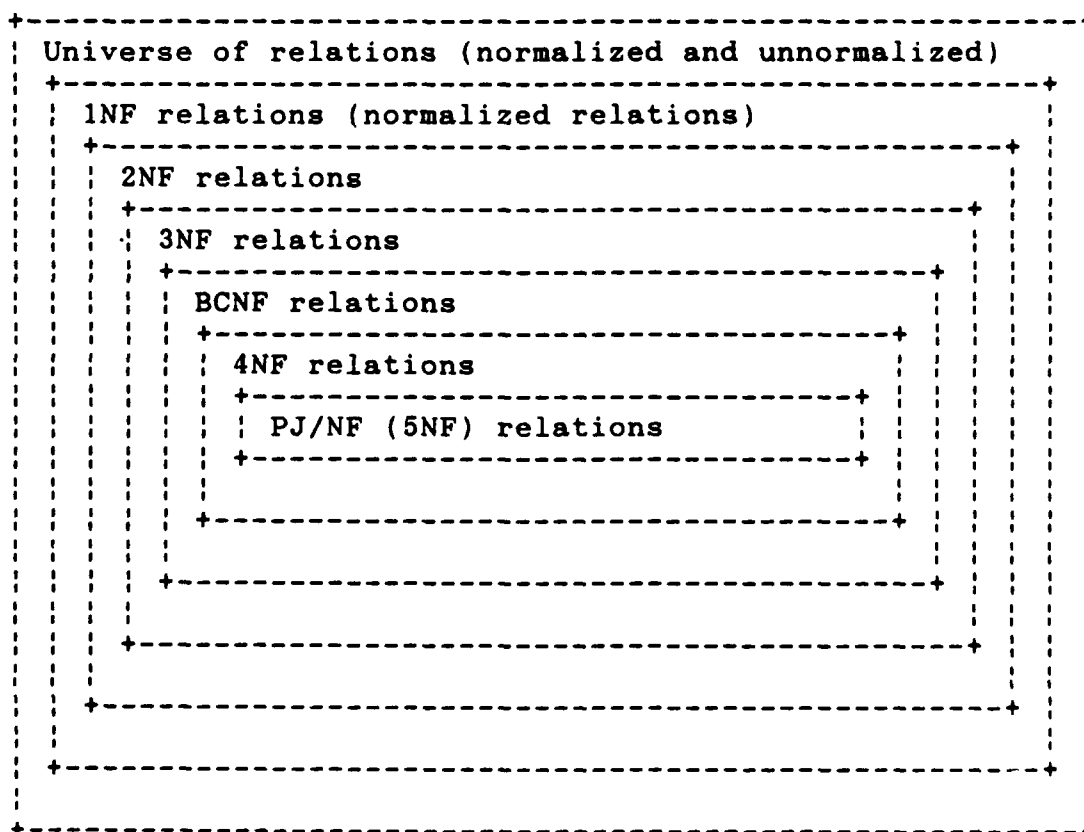 Universe of relations (normalized and unnormalized)
1NF relations (normalized relations)
2NF relations
3NF relations
BCNF relations
4NF relations
PJ/NF (5NF) relations